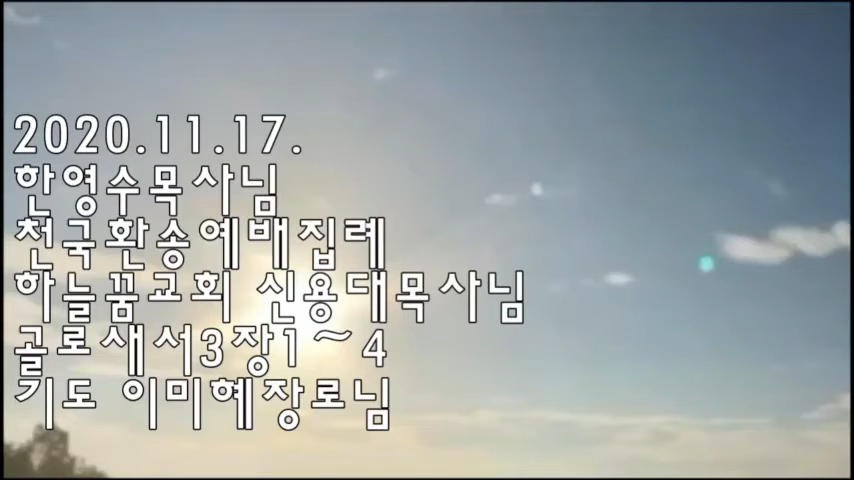 2020.11.17.
한영수목사님
천국환송예배집례
하늘꿈교회 신용대목사님
골로새서3장1~4
기도 이미혜장로님